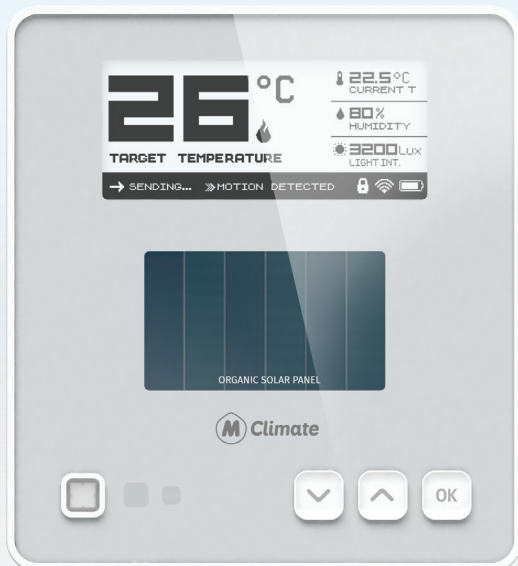 26°C
TARGET TEMPERATURE
22.5°C
CURRENT T
80%
HUMIDITY
3200Lux
LIGHT INT.
→ SENDING... »MOTION DETECTED
ORGANIC SOLAR PANEL
M Climate
OK